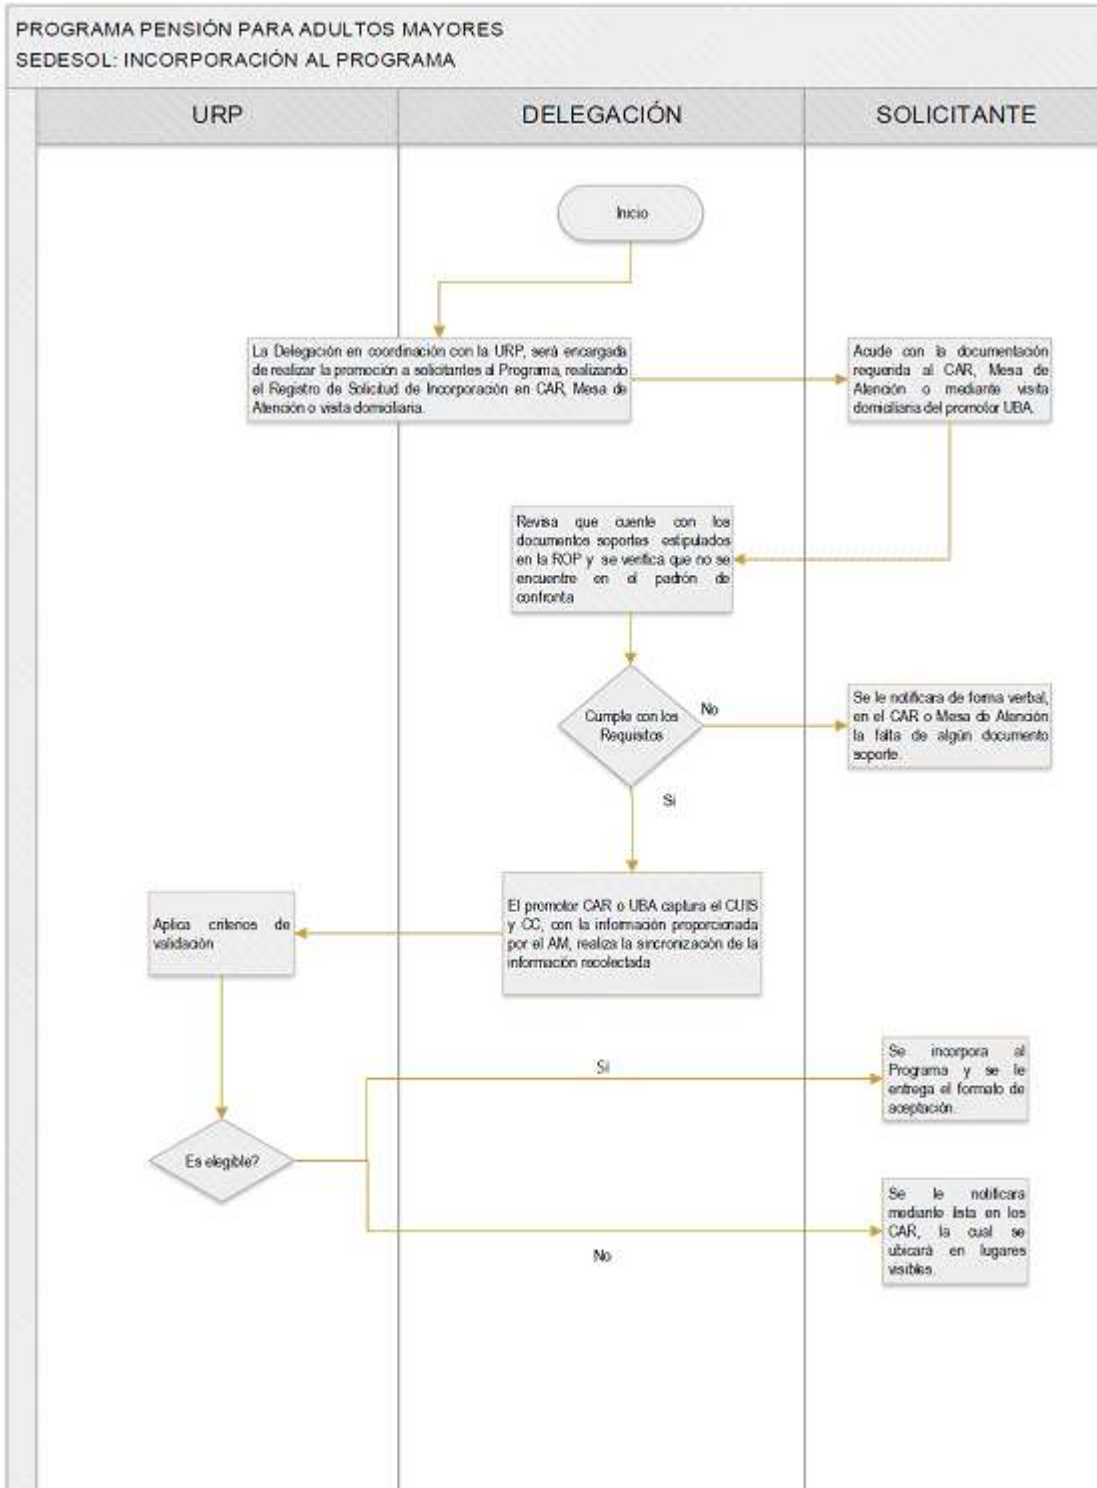 PROGRAMA PENSIÓN PARA ADULTOS MAYORES
SEDESOL: INCORPORACIÓN AL PROGRAMA
URP
DELEGACIÓN
SOLICITANTE
Inicio
La Delegación en coordinación con la URP, será encargada
de realizar la promoción a solicitantes al Programa, realizando
el Registro de Solicitud de Incorporación en CAR, Mesa de
Atención o visita domiciliaria.
Acude con la documentación
requerida al CAR, Mesa de
Atención o mediante visita
domiciliaria del promotor UBA.
Revisa que cuente con los
documentos soportes estipulados
en la ROP y se verifica que no se
encuentre en el padrón de
confronta
Cumple con los
Requisitos
No
Se le notificara de forma verbal,
en el CAR o Mesa de Atención
la falta de algún documento
soporte.
Si
El promotor CAR o UBA captura el CUIS
y CC, con la información proporcionada
por el AM, realiza la sincronización de la
información recolectada
Aplica criterios de
validación
Es elegible?
Si
Se incorpora al
Programa y se le
entrega el formato de
aceptación.
No
Se le notificara
mediante lista en los
CAR, la cual se
ubicará en lugares
visibles.